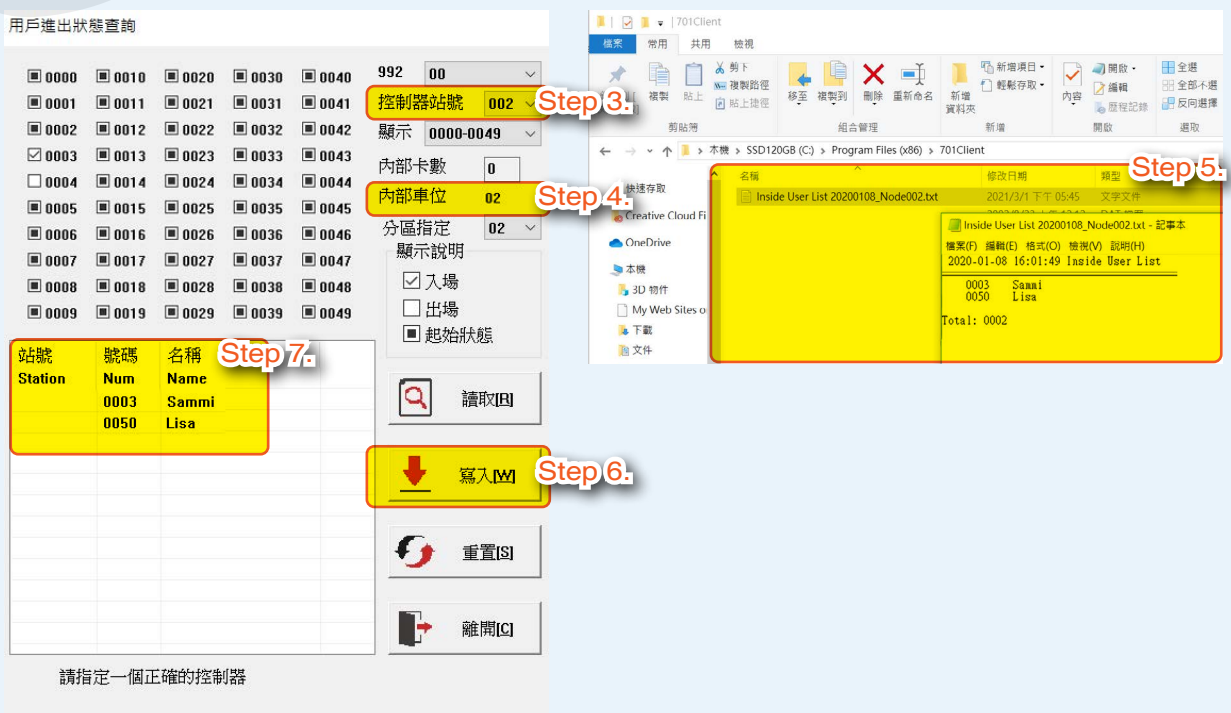 用戶進出狀態查詢
0000 0010 0020 0030 0040
0001 0011 0021 0031 0041
0002 0012 0022 0032 0042
0003 0013 0023 0033 0043
0004 0014 0024 0034 0044
0005 0015 0025 0035 0045
0006 0016 0026 0036 0046
0007 0017 0027 0037 0047
0008 0018 0028 0038 0048
0009 0019 0029 0039 0049
992 00
控制器站號 002 Step 3.
顯示 0000-0049
內部卡數 0
內部車位 02 Step 4.
分區指定 02
顯示說明
入場
出場
起始狀態
站號 號碼 名稱 Step 7.
Station Num Name
0003 Sammi
0050 Lisa
讀取[R]
寫入[W] Step 6.
重置[S]
離開[C]
請指定一個正確的控制器
701Client
檔案 常用 共用 檢視
複製 貼上
剪下
複製路徑
貼上捷徑
移至 複製到 刪除 重新命名
新增
資料夾
新增項目
輕鬆存取
內容
開啟
編輯
歷程記錄
全選
全部不選
反向選擇
剪貼簿 組合管理 新增 開啟 選取
本機 > SSD120GB (C:) > Program Files (x86) > 701Client
Step 5.
名稱 修改日期 類型
快速存取
Creative Cloud Fi
OneDrive
本機
3D 物件
My Web Sites o
下載
文件
Inside User List 20200108_Node002.txt 2021/3/1 下午 05:45 文字文件
Inside User List 20200108_Node002.txt - 記事本
檔案(F) 編輯(E) 格式(O) 檢視(V) 說明(H)
2020-01-08 16:01:49 Inside User List
0003 Sammi
0050 Lisa
Total: 0002